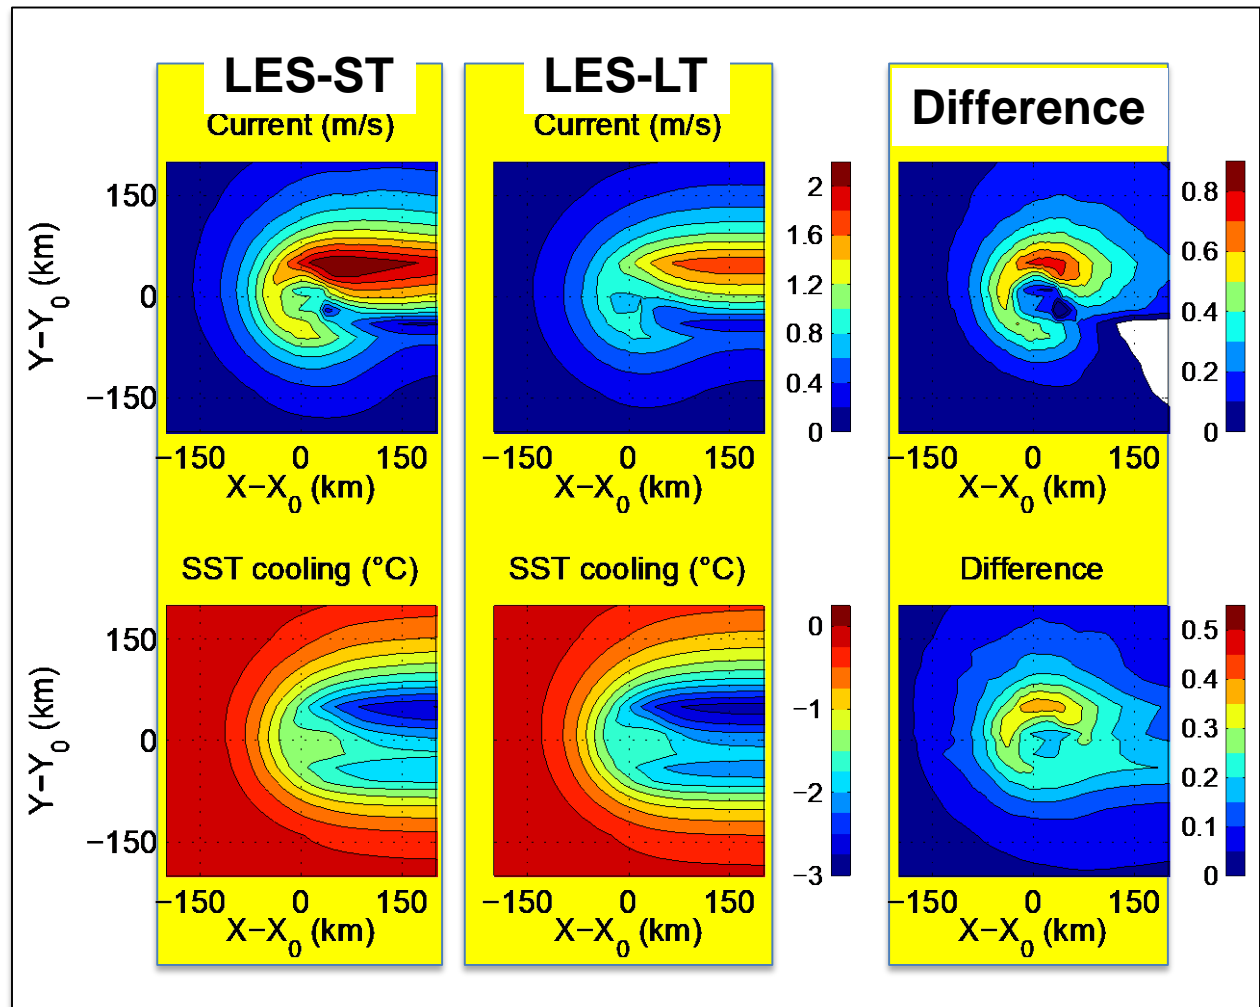 LES-ST
LES-LT
Difference
Current (m/s)
Current (m/s)
Y−Y0 (km)
150
0
−150
−150 0 150
X−X0 (km)
−150 0 150
X−X0 (km)
2
1.6
1.2
0.8
0.4
0
−150 0 150
X−X0 (km)
0.8
0.6
0.4
0.2
0
SST cooling (°C)
SST cooling (°C)
Difference
Y−Y0 (km)
150
0
−150
−150 0 150
X−X0 (km)
−150 0 150
X−X0 (km)
0
−1
−2
−3
−150 0 150
X−X0 (km)
0.5
0.4
0.3
0.2
0.1
0